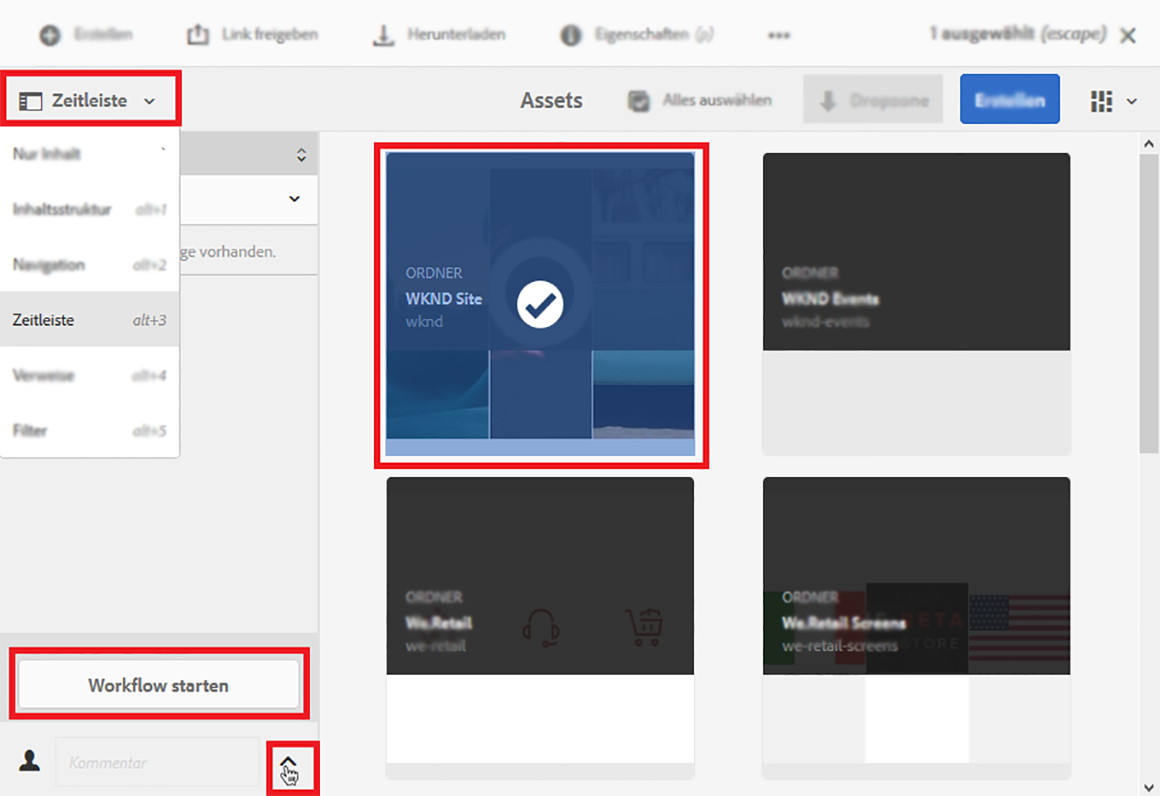 Erstellen
Link freigeben
Herunterladen
Eigenschaften (p)
1 ausgewählt (escape)
Zeitleiste
Assets
Alles auswählen
Dropzone
Erstellen
Nur Inhalt
Inhaltsstruktur alt+1
Navigation alt+2
ge vorhanden.
Zeitleiste alt+3
Verweise alt+4
Filter alt+5
ORDNER
WKND Site
wknd
ORDNER
WKND Events
wknd-events
ORDNER
We.Retail
we-retail
ORDNER
We.Retail Screens
we-retail-screens
Workflow starten
Kommentar